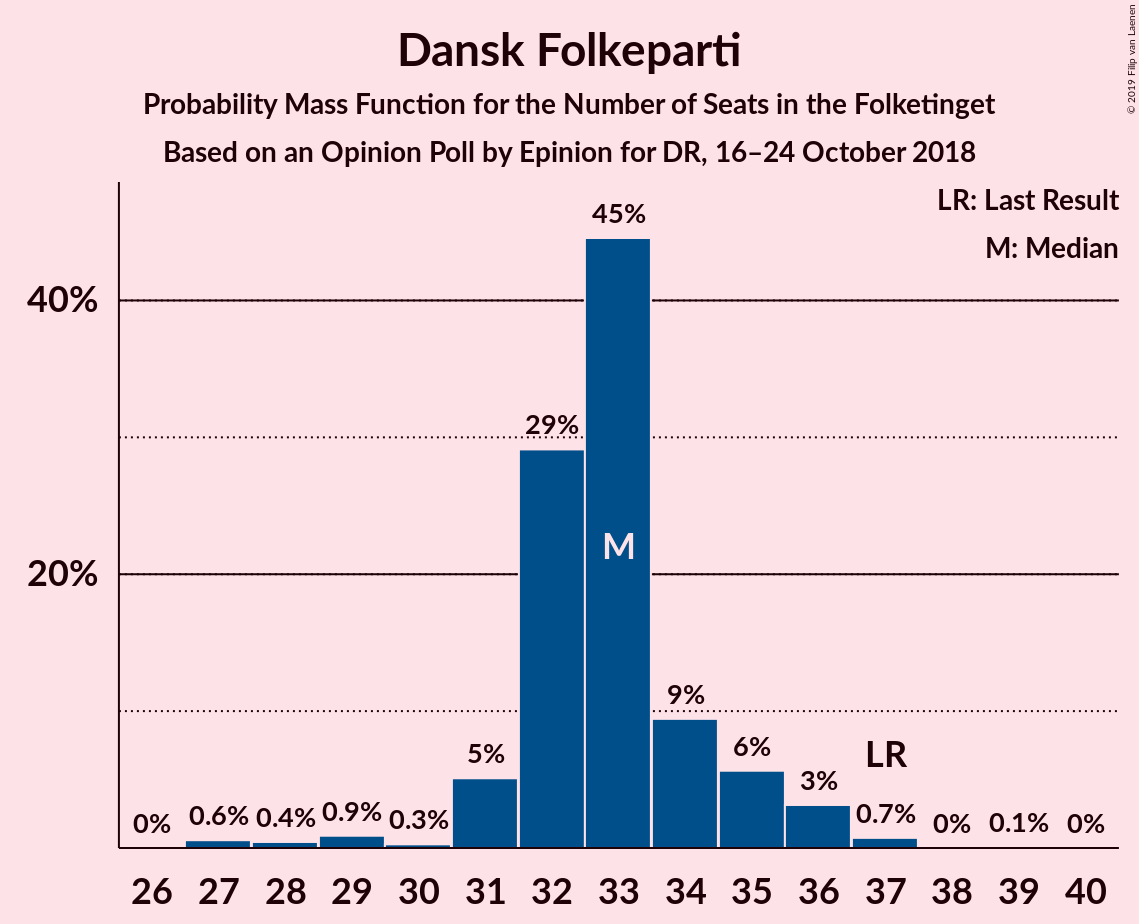 Dansk Folkeparti
Probability Mass Function for the Number of Seats in the Folketinget
Based on an Opinion Poll by Epinion for DR, 16–24 October 2018
© 2019 Filip van Laenen
LR: Last Result
M: Median
40%
20%
0%
0.6%
0.4%
0.9%
0.3%
5%
29%
45%
M
9%
6%
3%
LR
0.7%
0%
0.1%
0%
26 27 28 29 30 31 32 33 34 35 36 37 38 39 40